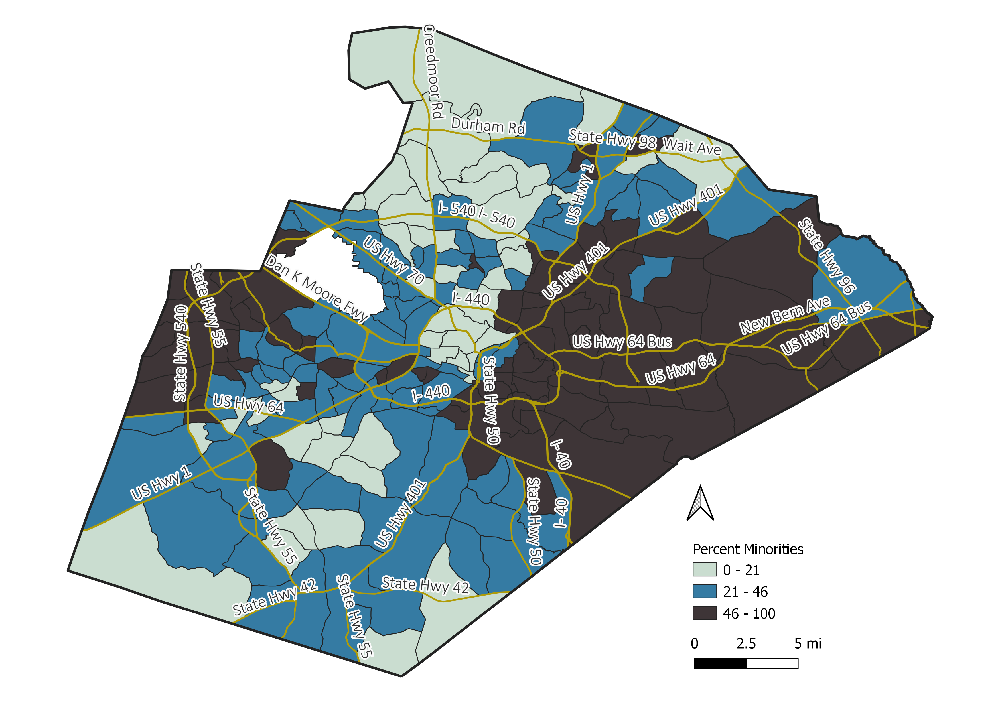 Creedmoor Rd
Durham Rd
State Hwy 98
Wait Ave
US Hwy 1
US Hwy 401
I- 540
I- 540
State Hwy 96
US Hwy 70
US Hwy 401
Dan K Moore Fwy
State Hwy 55
State Hwy 540
I- 440
New Bern Ave
US Hwy 64 Bus
US Hwy 64 Bus
US Hwy 64
State Hwy 50
I- 440
US Hwy 64
I- 40
US Hwy 1
State Hwy 55
US Hwy 401
State Hwy 50
I- 40
State Hwy 42
State Hwy 55
State Hwy 42
Percent Minorities
0 - 21
21 - 46
46 - 100
0 2.5 5 mi